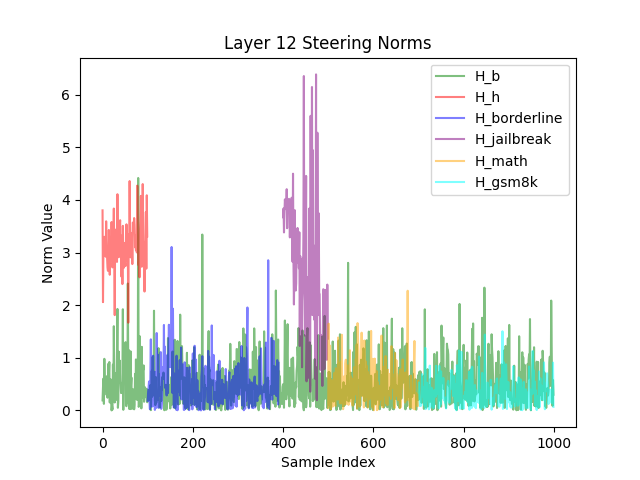 Layer 12 Steering Norms
H_b
H_h
H_borderline
H_jailbreak
H_math
H_gsm8k
Norm Value
6
5
4
3
2
1
0
0
200
400
600
800
1000
Sample Index